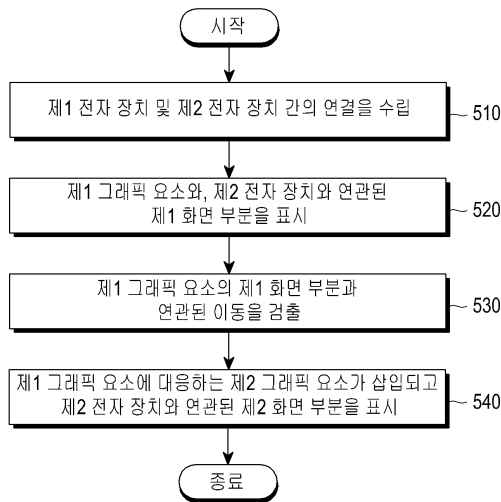 시작
제1 전자 장치 및 제2 전자 장치 간의 연결을 수립
510
제1 그래픽 요소와, 제2 전자 장치와 연관된
제1 화면 부분을 표시
520
제1 그래픽 요소의 제1 화면 부분과
연관된 이동을 검출
530
제1 그래픽 요소에 대응하는 제2 그래픽 요소가 삽입되고
제2 전자 장치와 연관된 제2 화면 부분을 표시
540
종료